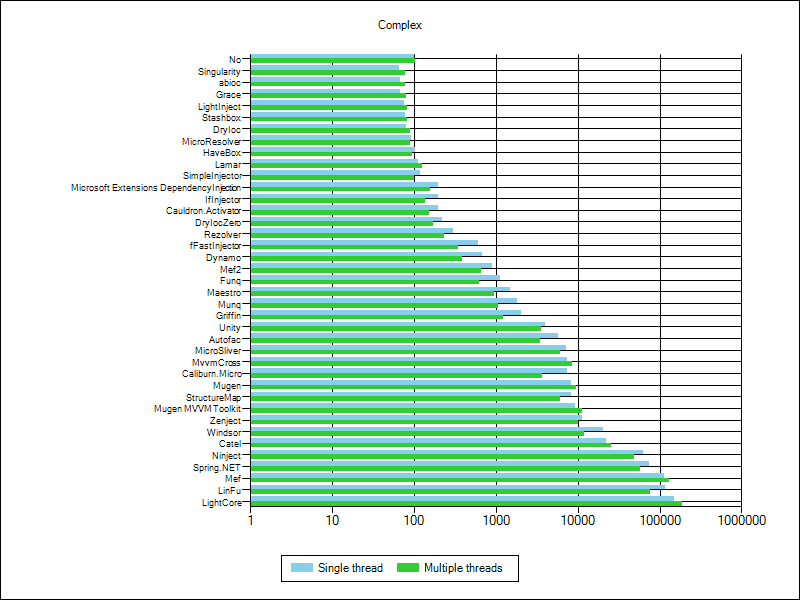 Complex
No
Singularity
abioc
Grace
LightInject
Stashbox
DryIoc
MicroResolver
HaveBox
Lamar
SimpleInjector
Microsoft Extensions DependencyInjection
IfInjector
Cauldron.Activator
DryIocZero
Rezolver
fFastInjector
Dynamo
Mef2
Funq
Maestro
Munq
Griffin
Unity
Autofac
MicroSliver
MvvmCross
Caliburn.Micro
Mugen
StructureMap
Mugen MVVM Toolkit
Zenject
Windsor
Catel
Ninject
Spring.NET
Mef
LinFu
LightCore
1 10 100 1000 10000 100000 1000000
Single thread Multiple threads